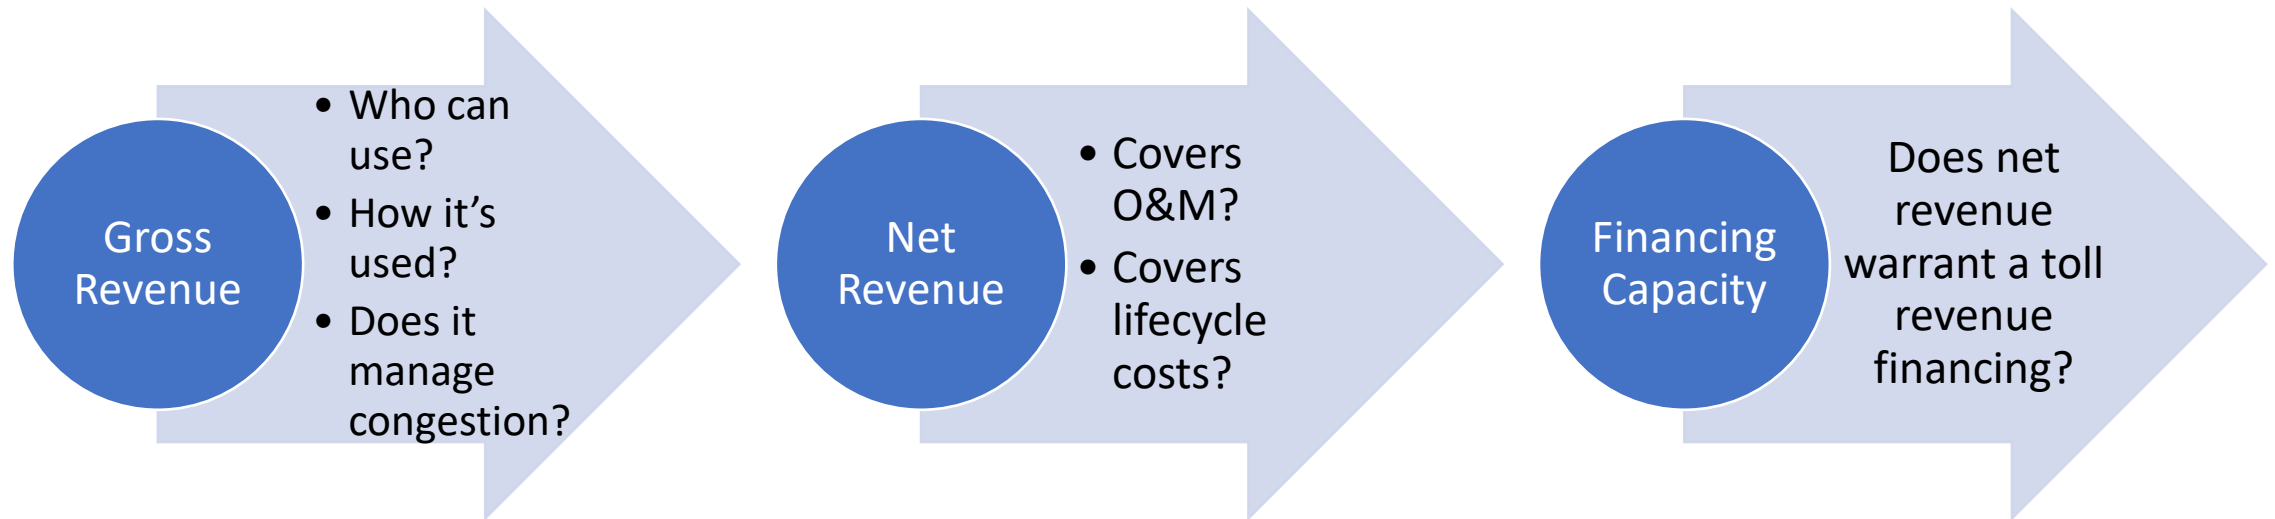 Gross
Revenue
• Who can
use?
• How it’s
used?
• Does it
manage
congestion?
Net
Revenue
• Covers
O&M?
• Covers
lifecycle
costs?
Financing
Capacity
Does net
revenue
warrant a toll
revenue
financing?